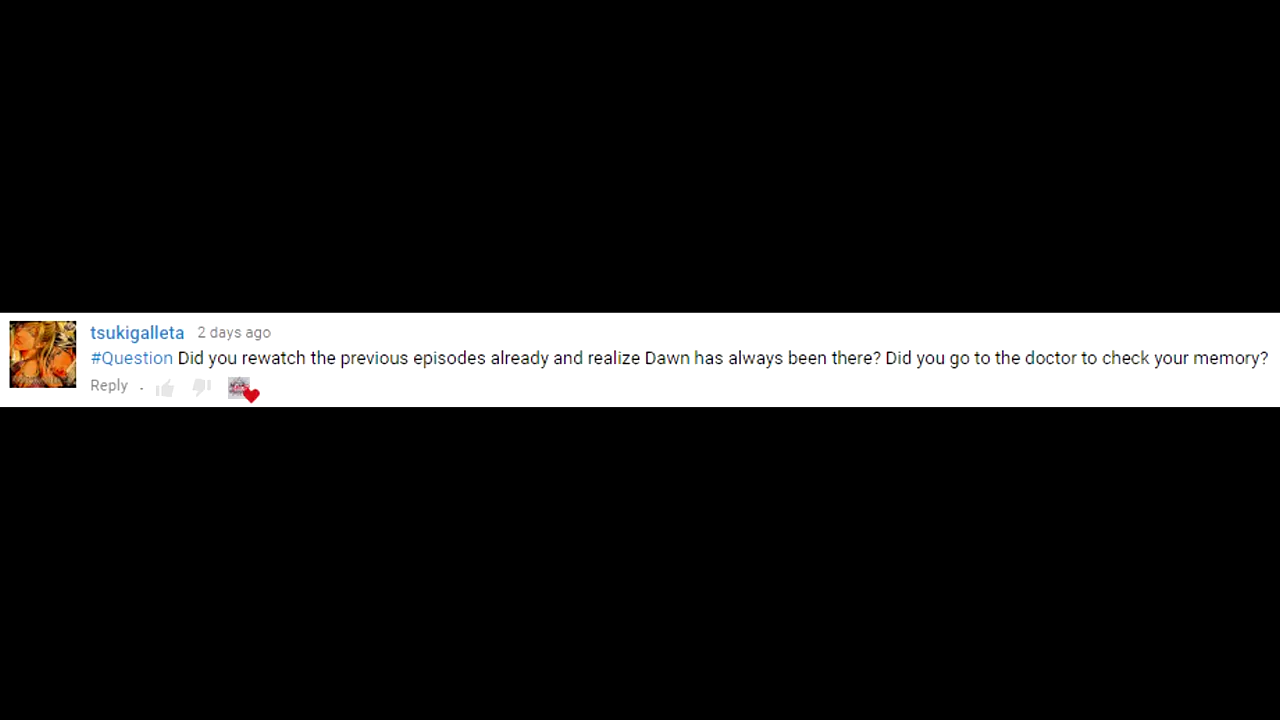 tsukigalleta 2 days ago
#Question Did you rewatch the previous episodes already and realize Dawn has always been there? Did you go to the doctor to check your memory?
Reply .